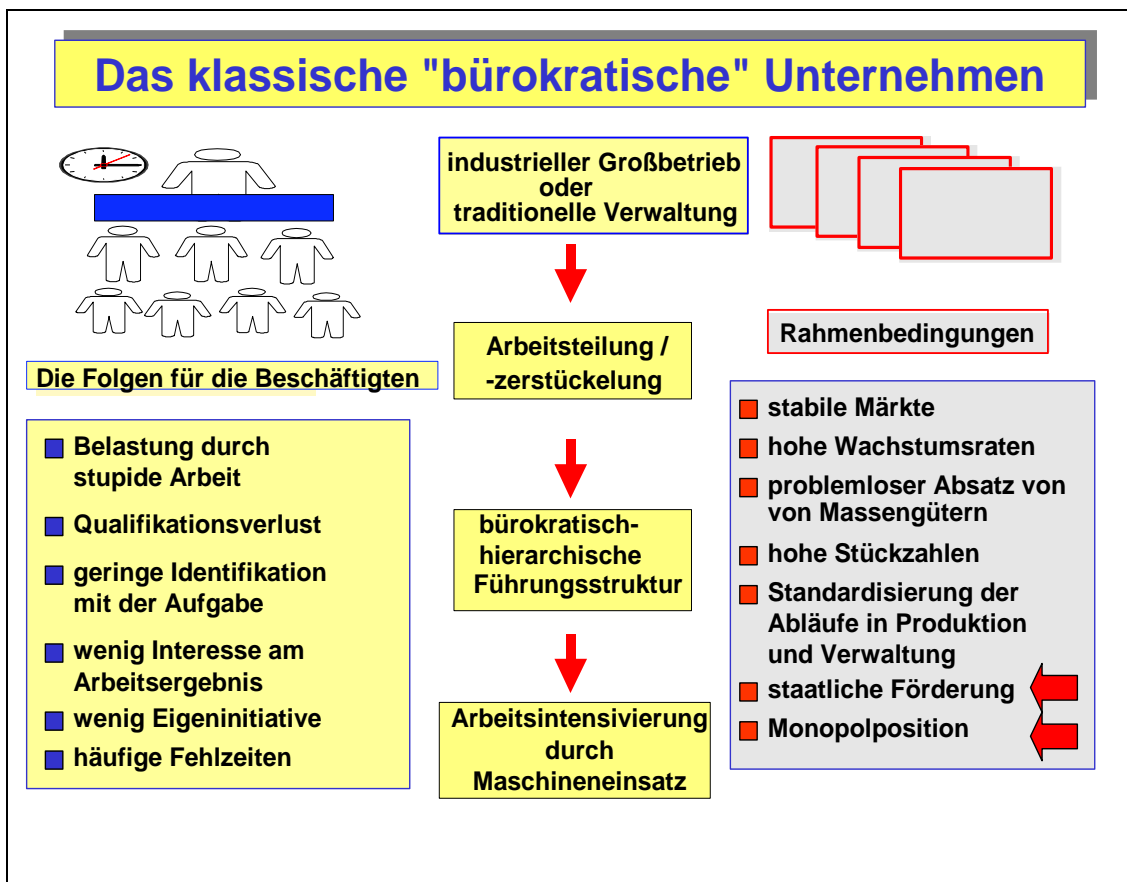 Das klassische "bürokratische" Unternehmen
industrieller Großbetrieb
oder
traditionelle Verwaltung
Arbeitsteilung /
-zerstückelung
bürokratisch-
hierarchische
Führungsstruktur
Arbeitsintensivierung
durch
Maschineneinsatz
Die Folgen für die Beschäftigten
Belastung durch
stupide Arbeit
Qualifikationsverlust
geringe Identifikation
mit der Aufgabe
wenig Interesse am
Arbeitsergebnis
wenig Eigeninitiative
häufige Fehlzeiten
Rahmenbedingungen
stabile Märkte
hohe Wachstumsraten
problemloser Absatz von
von Massengütern
hohe Stückzahlen
Standardisierung der
Abläufe in Produktion
und Verwaltung
staatliche Förderung
Monopolposition